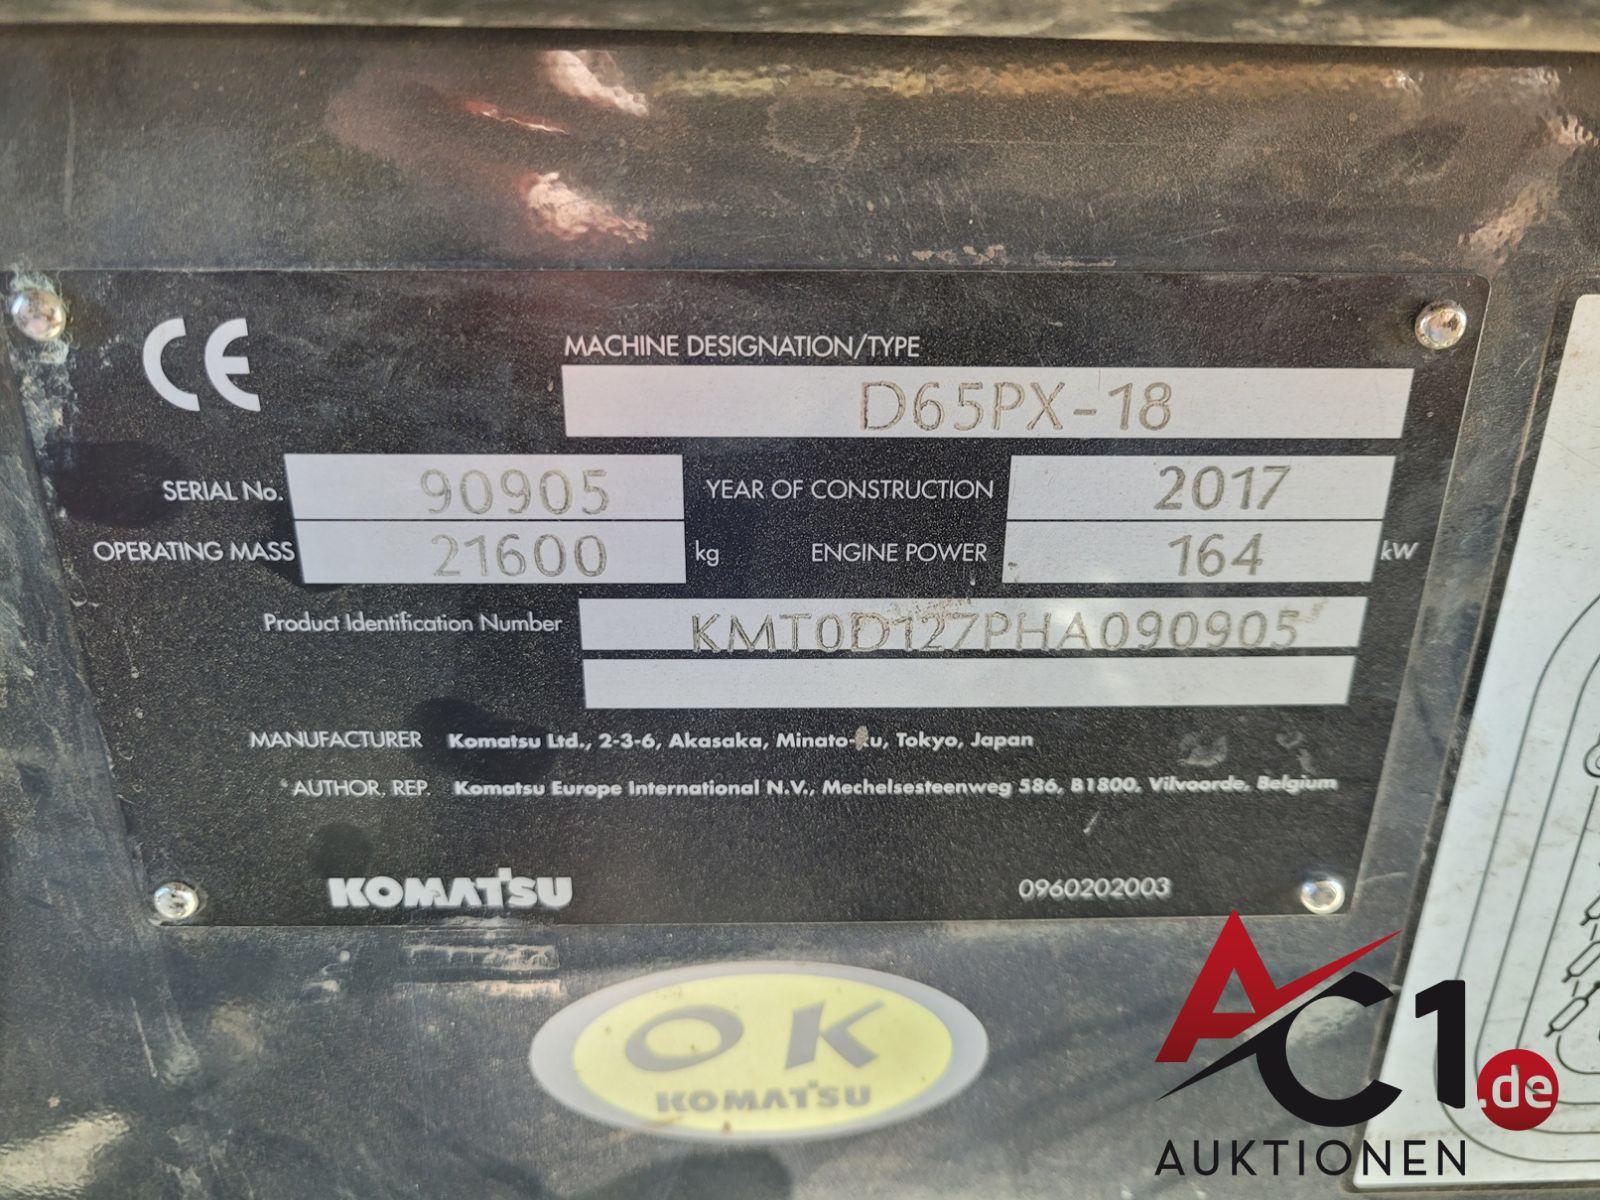 CE
MACHINE DESIGNATION/TYPE
D65PX-18
SERIAL No. 90905 YEAR OF CONSTRUCTION 2017
OPERATING MASS 21600 kg ENGINE POWER 164 kW
Product Identification Number KMT0D127PHA090905
MANUFACTURER Komatsu Ltd., 2-3-6, Akasaka, Minato-ku, Tokyo, Japan
AUTHOR. REP. Komatsu Europe International N.V., Mechelsesteenweg 586, B1800, Vilvoorde, Belgium
KOMATSU 0960202003
OK
KOMATSU
AC1.de
AUKTIONEN